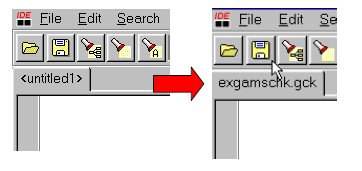 IDE File Edit Search
<untitled1>
IDE File Edit Se
exgamschk.gck